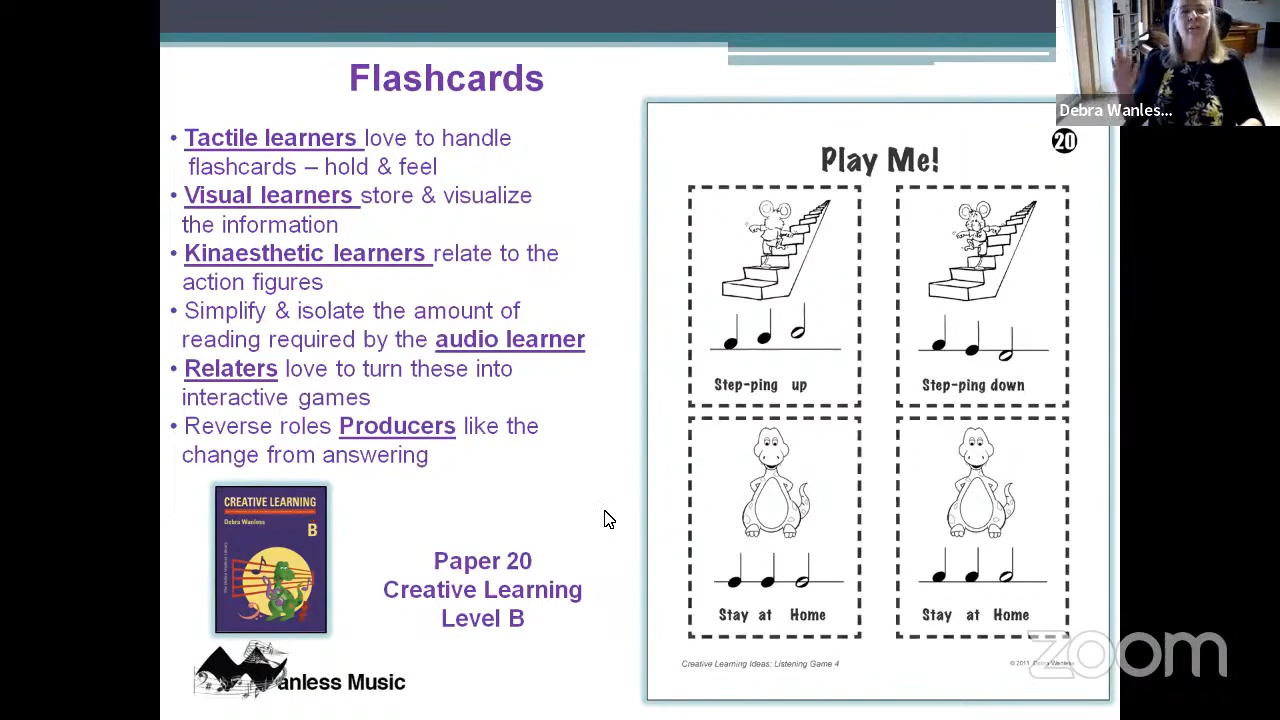 Flashcards
• Tactile learners love to handle
flashcards – hold & feel
• Visual learners store & visualize
the information
• Kinaesthetic learners relate to the
action figures
• Simplify & isolate the amount of
reading required by the audio learner
• Relaters love to turn these into
interactive games
• Reverse roles Producers like the
change from answering
CREATIVE LEARNING
Debra Wanless
B
Paper 20
Creative Learning
Level B
anless Music
Debra Wanles...
20
Play Me!
Step-ping up
Step-ping down
Stay at Home
Stay at Home
Creative Learning Ideas: Listening Game 4
© 2011 Debra Wanless
zoom